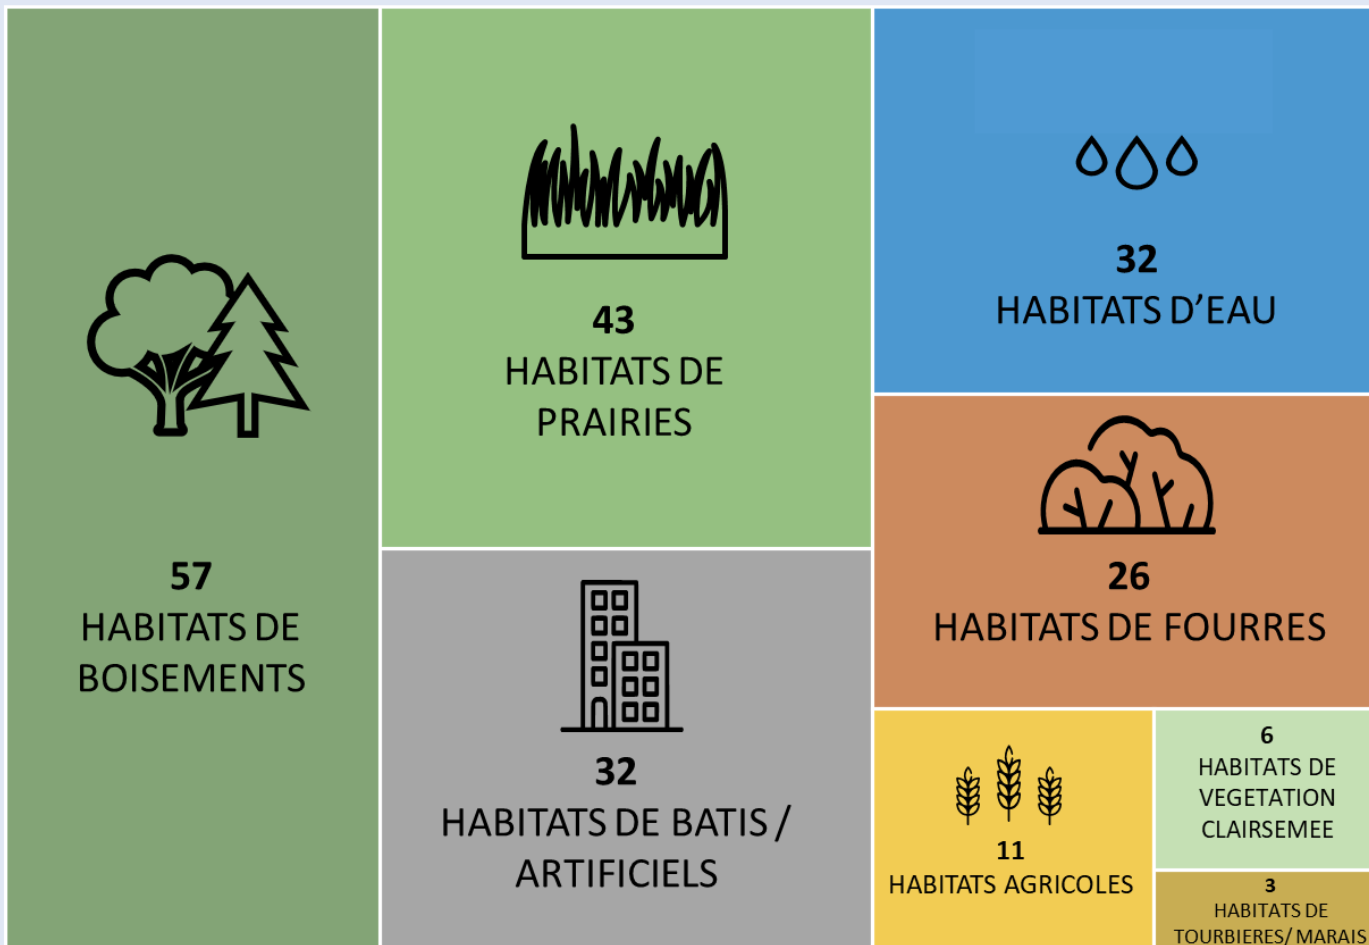 57
HABITATS DE
BOISEMENTS
43
HABITATS DE
PRAIRIES
32
HABITATS DE BATIS /
ARTIFICIELS
32
HABITATS D’EAU
26
HABITATS DE FOURRES
11
HABITATS AGRICOLES
6
HABITATS DE
VEGETATION
CLAIRSEMEE
3
HABITATS DE
TOURBIERES/ MARAIS